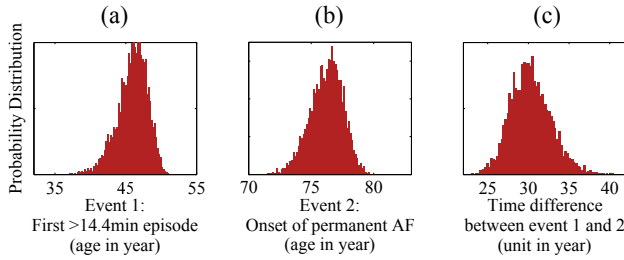 (a) (b) (c)
Probability Distribution
35 45 55
70 75 80
25 30 35 40
Event 1:
First >14.4min episode
(age in year)
Event 2:
Onset of permanent AF
(age in year)
Time difference
between event 1 and 2
(unit in year)